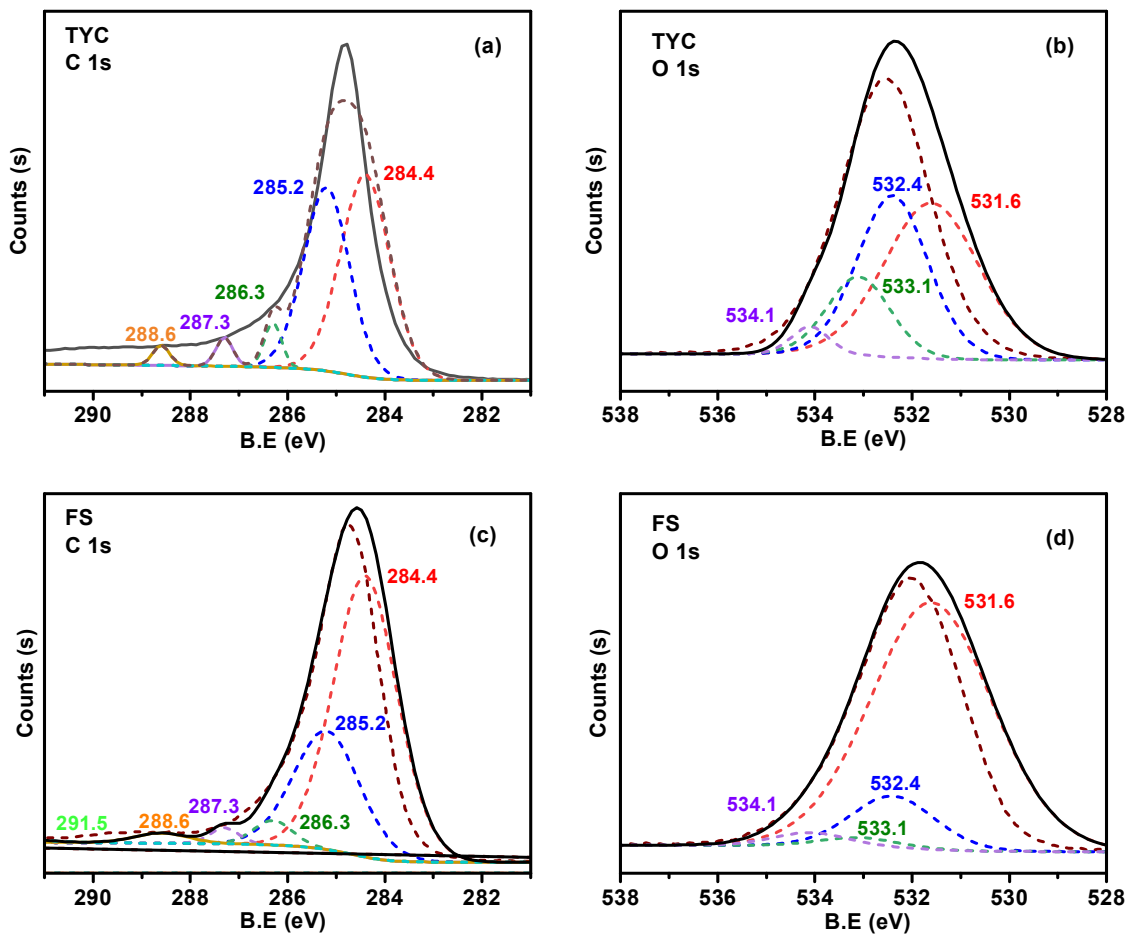 TYC
C 1s
(a)
284.4
285.2
286.3
287.3
288.6
Counts (s)
290 288 286 284 282
B.E (eV)
TYC
O 1s
(b)
532.4
531.6
533.1
534.1
Counts (s)
538 536 534 532 530 528
B.E (eV)
FS
C 1s
(c)
284.4
285.2
287.3
288.6
291.5
286.3
Counts (s)
290 288 286 284 282
B.E (eV)
FS
O 1s
(d)
531.6
532.4
534.1
533.1
Counts (s)
538 536 534 532 530 528
B.E (eV)